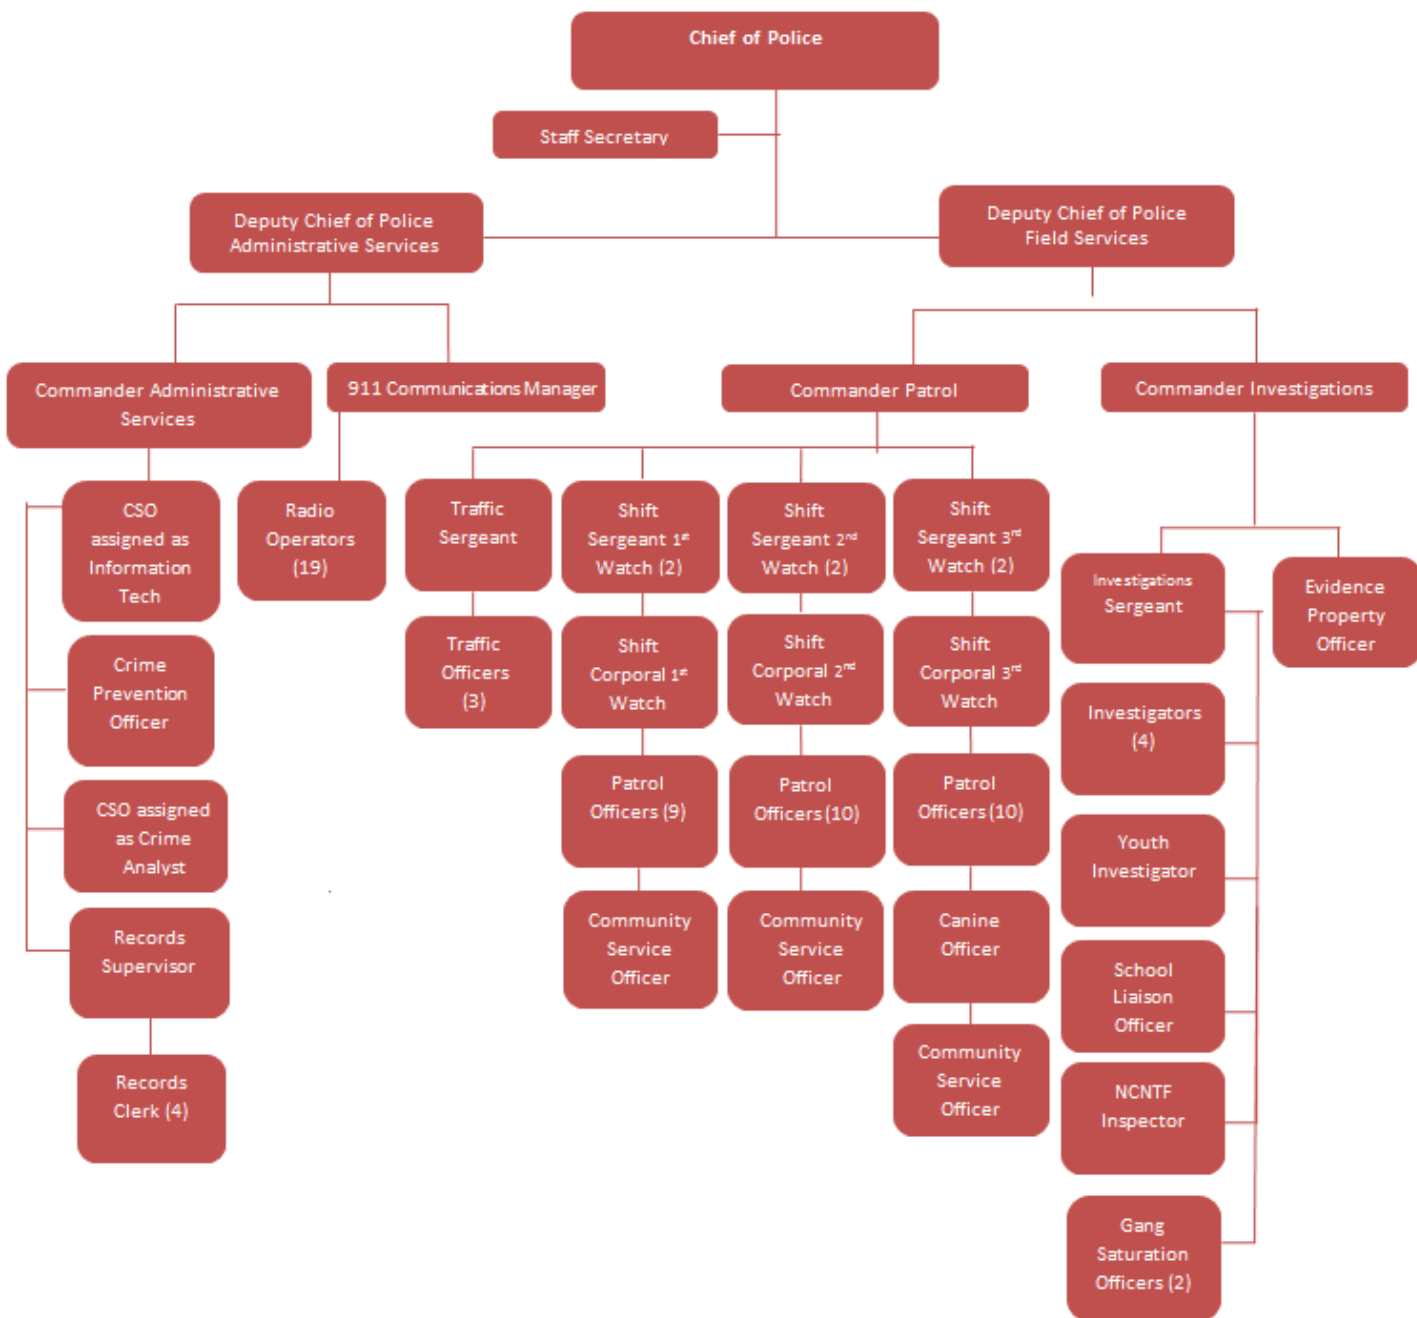 Chief of Police
Staff Secretary
Deputy Chief of Police
Administrative Services
Deputy Chief of Police
Field Services
Commander Administrative
Services
911 Communications Manager
Commander Patrol
Commander Investigations
CSO
assigned as
Information
Tech
Crime
Prevention
Officer
CSO assigned
as Crime
Analyst
Records
Supervisor
Records
Clerk (4)
Radio
Operators
(19)
Traffic
Sergeant
Traffic
Officers
(3)
Shift
Sergeant 1st
Watch (2)
Shift
Corporal 1st
Watch
Patrol
Officers (9)
Community
Service
Officer
Shift
Sergeant 2nd
Watch (2)
Shift
Corporal 2nd
Watch
Patrol
Officers (10)
Community
Service
Officer
Shift
Sergeant 3rd
Watch (2)
Shift
Corporal 3rd
Watch
Patrol
Officers (10)
Canine
Officer
Community
Service
Officer
Investigations
Sergeant
Investigators
(4)
Youth
Investigator
School
Liaison
Officer
NCNTF
Inspector
Gang
Saturation
Officers (2)
Evidence
Property
Officer